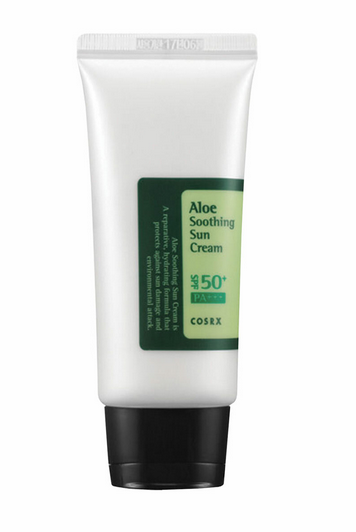 Aloe
Soothing
Sun
Cream
SPF50+
PA+++
COSRX
Aloe Soothing Sun Cream is
A reparative, hydrating formula that
protects against sun damage and
environmental attack.